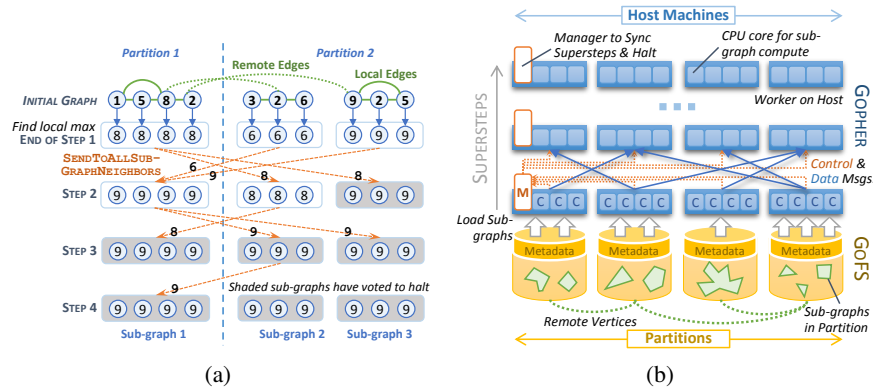 Partition 1
Partition 2
Remote Edges
Local Edges
INITIAL GRAPH
1 5 8 2 3 2 6 9 2 5
Find local max
END OF STEP 1
8 8 8 8 6 6 6 9 9 9
SENDTOALLSUB-
GRAPHNEIGHBORS
6
9
8
STEP 2
9 9 9 9 8 8 8 9 9 9
8
9
8
STEP 3
9 9 9 9 9 9 9 9 9 9
9
Shaded sub-graphs have voted to halt
STEP 4
9 9 9 9 9 9 9 9 9 9
Sub-graph 1
Sub-graph 2
Sub-graph 3
(a)
Host Machines
Manager to Sync
Supersteps & Halt
CPU core for sub-
graph compute
Worker on Host
SUPERSTEPS
GOPHER
Control &
Data Msgs.
M
C C C C C C C C C C C C C C C C
Load Sub-
graphs
Metadata
Metadata
Metadata
Metadata
GoFS
Remote Vertices
Sub-graphs
in Partition
Partitions
(b)